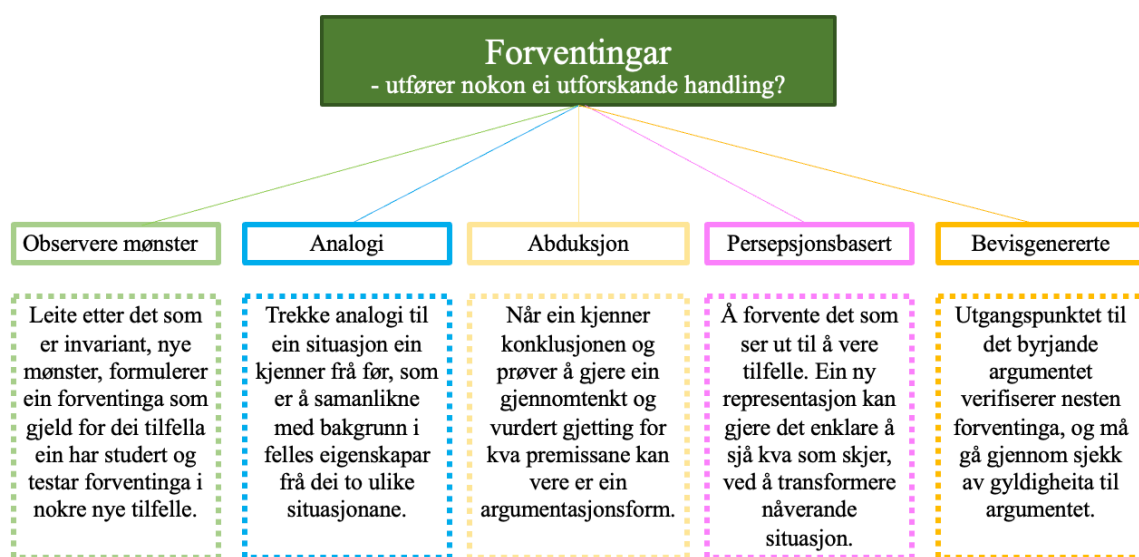 Forventingar
- utfører nokon ei utforskande handling?
Observere mønster
Analogi
Abduksjon
Persepsjonsbasert
Bevisgenererte
Leite etter det som
er invariant, nye
mønster, formulerer
ein forventinga som
gjeld for dei tilfella
ein har studert og
testar forventinga i
nokre nye tilfelle.
Trekke analogi til
ein situasjon ein
kjenner frå før, som
er å samanlikne
med bakgrunn i
felles eigenskapar
frå dei to ulike
situasjonane.
Når ein kjenner
konklusjonen og
prøver å gjere ein
gjennomtenkt og
vurdert gjetting for
kva premissane kan
vere er ein
argumentasjonsform.
Å forvente det som
ser ut til å vere
tilfelle. Ein ny
representasjon kan
gjere det enklare å
sjå kva som skjer,
ved å transformere
nåverande
situasjon.
Utgangspunktet til
det byrjande
argumentet
verifiserer nesten
forventinga, og må
gå gjennom sjekk
av gyldigheita til
argumentet.